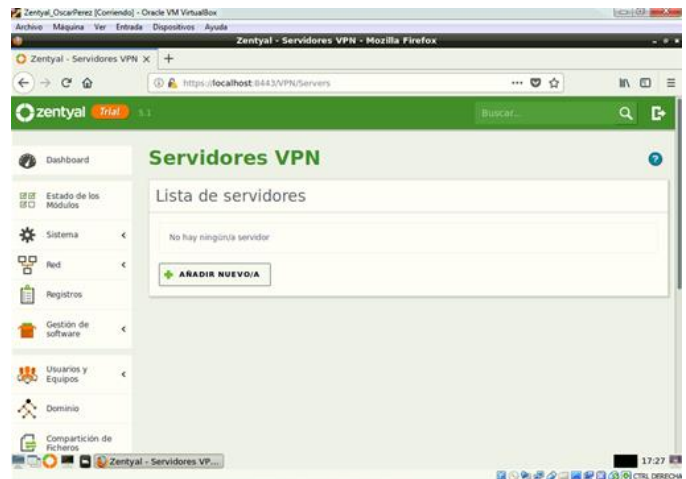 Zentyal_OscarPerez [Corriendo] - Oracle VM VirtualBox
Archivo Máquina Ver Entrada Dispositivos Ayuda
Zentyal - Servidores VPN - Mozilla Firefox
Zentyal - Servidores VPN
https://localhost:8443/VPN/Servers
zentyal Trial 5.1 Buscar...
Dashboard
Estado de los
Módulos
Sistema
Red
Registros
Gestión de
software
Usuarios y
Equipos
Dominio
Compartición de
Ficheros
Servidores VPN
Lista de servidores
No hay ningún/a servidor
AÑADIR NUEVO/A
Zentyal - Servidores VP...
17:27
CTRL DERECHA